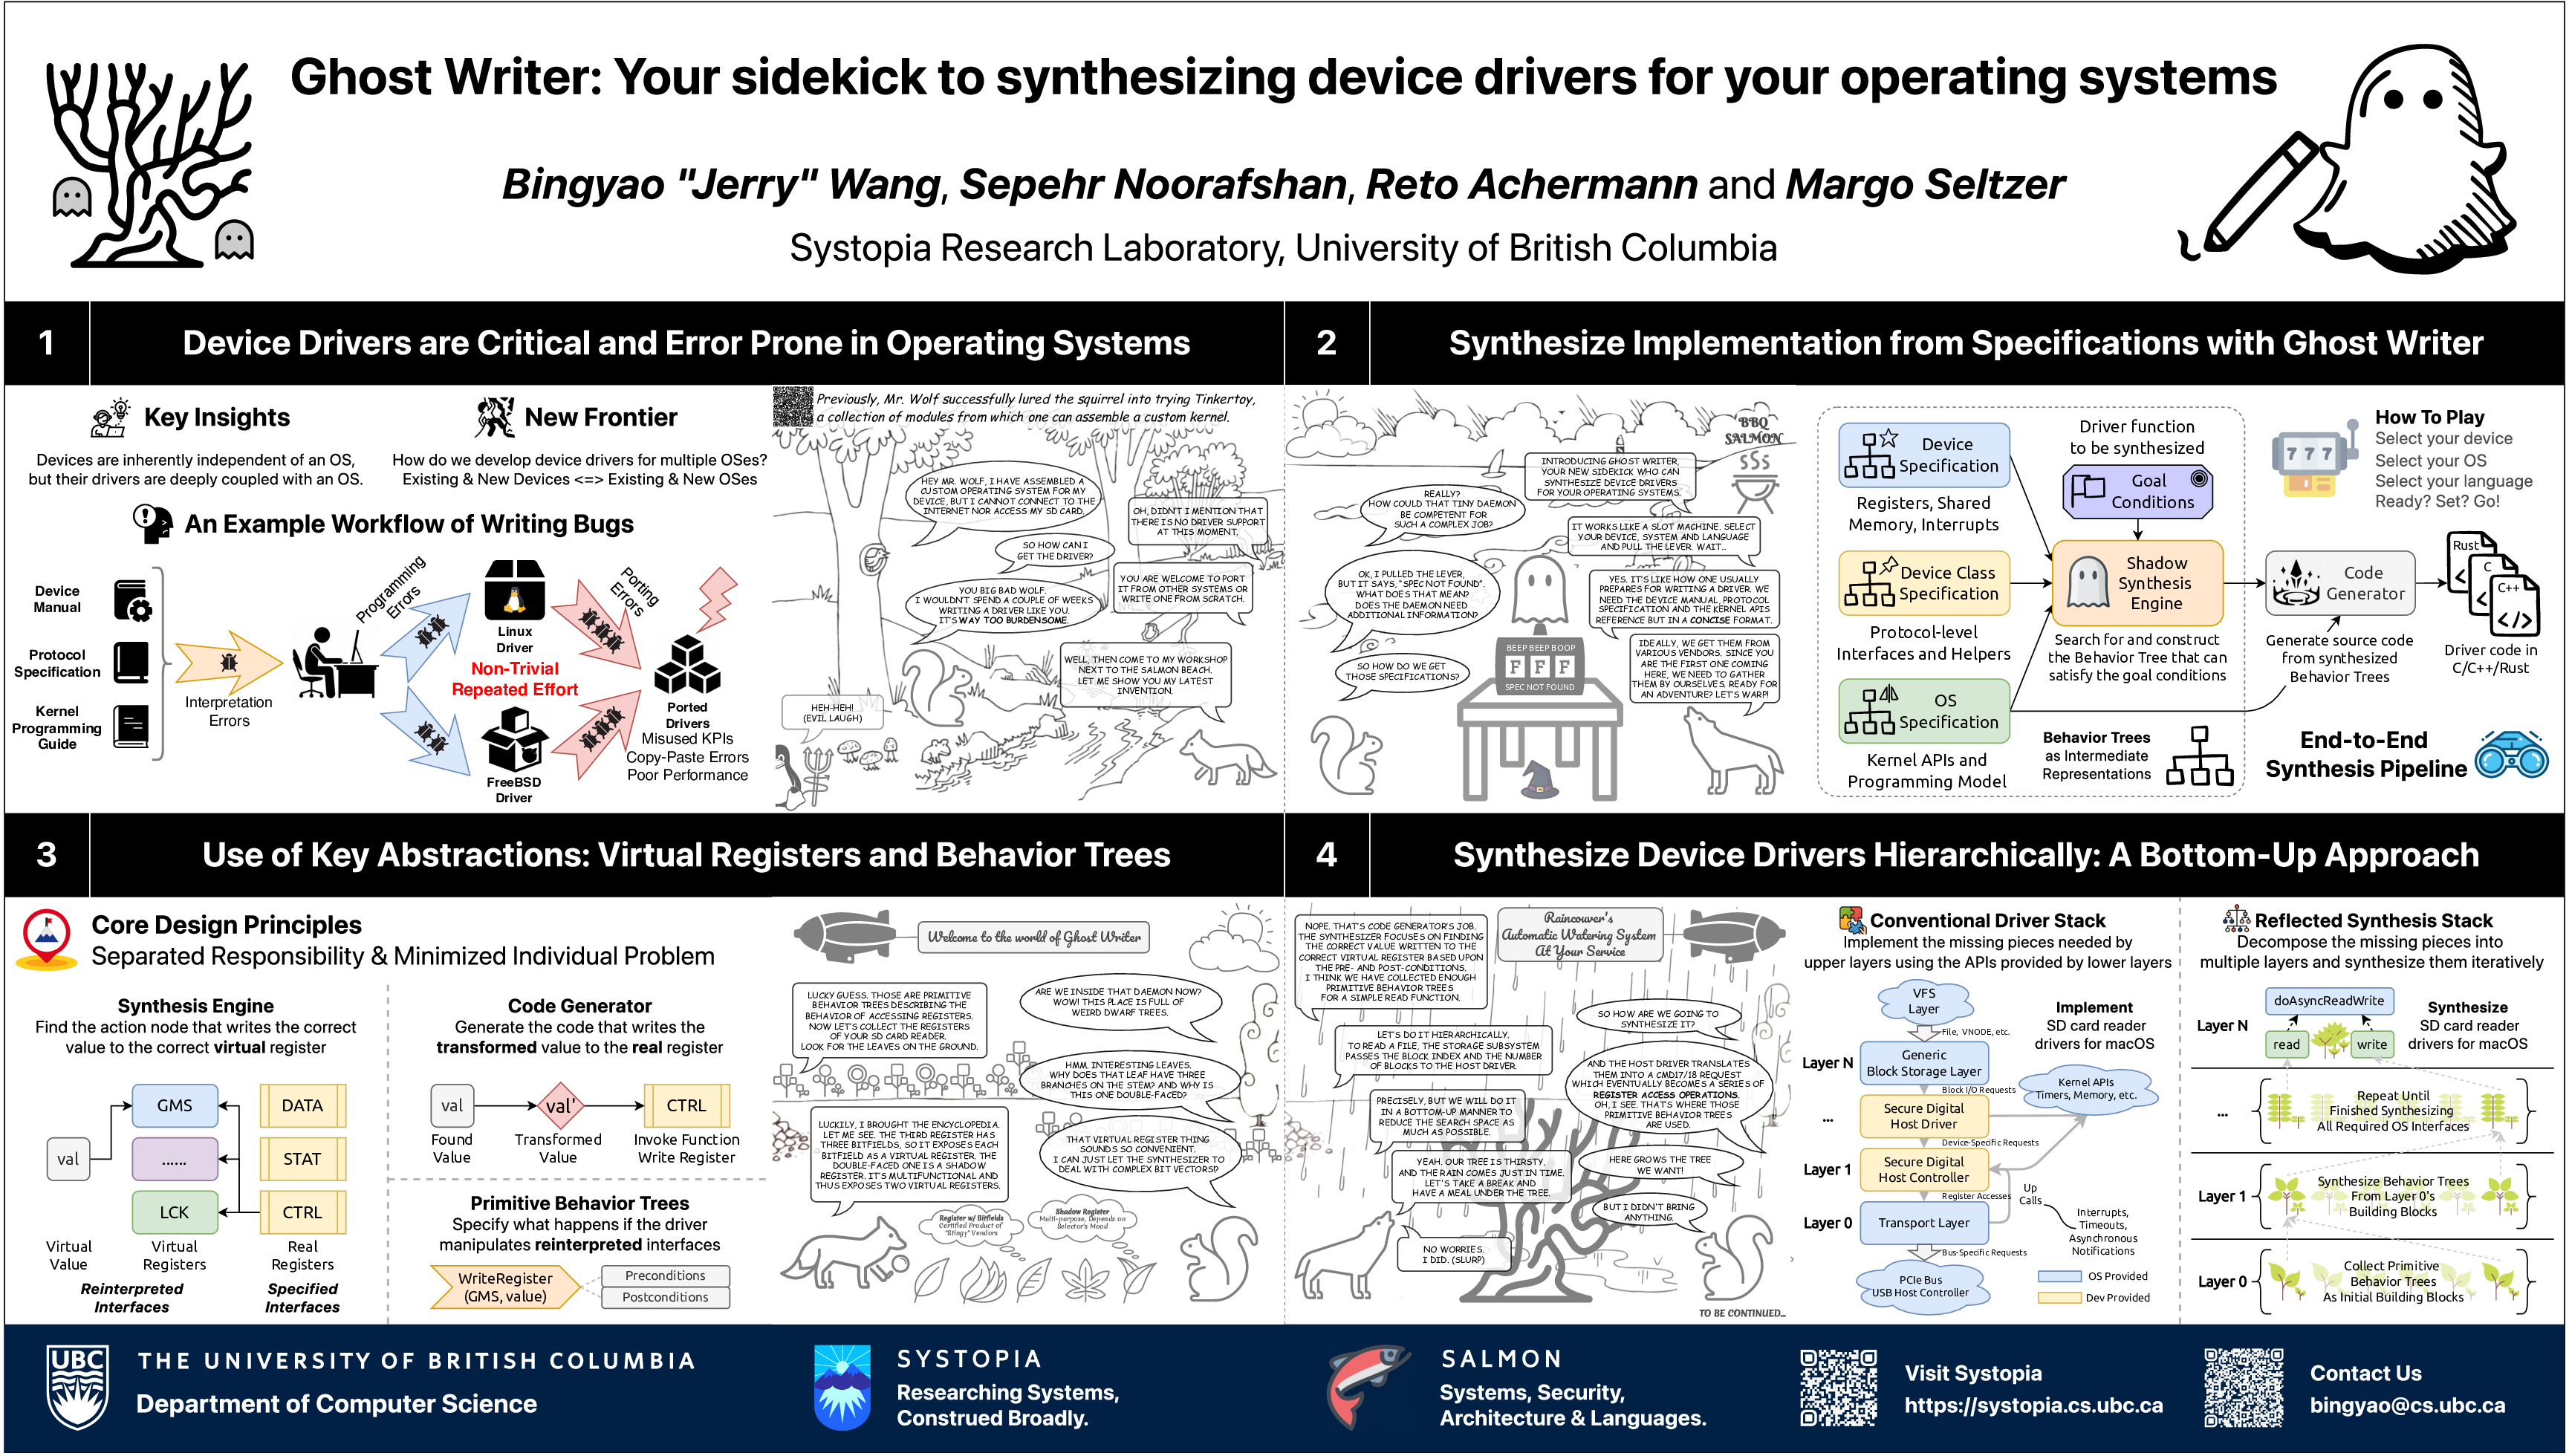 Ghost Writer: Your sidekick to synthesizing device drivers for your operating systems
Bingyao "Jerry" Wang, Sepehr Noorafshan, Reto Achermann and Margo Seltzer
Systopia Research Laboratory, University of British Columbia
1
Device Drivers are Critical and Error Prone in Operating Systems
Key Insights
Devices are inherently independent of an OS,
but their drivers are deeply coupled with an OS.
New Frontier
How do we develop device drivers for multiple OSes?
Existing & New Devices <=> Existing & New OSes
An Example Workflow of Writing Bugs
Device
Manual
Protocol
Specification
Kernel
Programming
Guide
Interpretation
Errors
Programming
Errors
Linux
Driver
Non-Trivial
Repeated Effort
FreeBSD
Driver
Porting
Errors
Ported
Drivers
Misused KPIs
Copy-Paste Errors
Poor Performance
Previously, Mr. Wolf successfully lured the squirrel into trying Tinkertoy,
a collection of modules from which one can assemble a custom kernel.
HEY MR. WOLF, I HAVE ASSEMBLED A
CUSTOM OPERATING SYSTEM FOR MY
DEVICE, BUT I CANNOT CONNECT TO THE
INTERNET NOR ACCESS MY SD CARD.
OH, DIDN'T I MENTION THAT
THERE IS NO DRIVER SUPPORT
AT THIS MOMENT.
SO HOW CAN I
GET THE DRIVER?
YOU ARE WELCOME TO PORT
IT FROM OTHER SYSTEMS OR
WRITE ONE FROM SCRATCH.
YOU BIG BAD WOLF.
I WOULDN'T SPEND A COUPLE OF WEEKS
WRITING A DRIVER LIKE YOU.
IT'S WAY TOO BURDENSOME.
WELL, THEN COME TO MY WORKSHOP
NEXT TO THE SALMON BEACH.
LET ME SHOW YOU MY LATEST
INVENTION.
HEH-HEH!
(EVIL LAUGH)
2
Synthesize Implementation from Specifications with Ghost Writer
BBQ
SALMON
INTRODUCING GHOST WRITER,
YOUR NEW SIDEKICK WHO CAN
SYNTHESIZE DEVICE DRIVERS
FOR YOUR OPERATING SYSTEMS.
REALLY?
HOW COULD THAT TINY DAEMON
BE COMPETENT FOR
SUCH A COMPLEX JOB?
IT WORKS LIKE A SLOT MACHINE. SELECT
YOUR DEVICE, SYSTEM AND LANGUAGE
AND PULL THE LEVER. WAIT...
OK, I PULLED THE LEVER,
BUT IT SAYS, "SPEC NOT FOUND".
WHAT DOES THAT MEAN?
DOES THE DAEMON NEED
ADDITIONAL INFORMATION?
YES. IT'S LIKE HOW ONE USUALLY
PREPARES FOR WRITING A DRIVER. WE
NEED THE DEVICE MANUAL, PROTOCOL
SPECIFICATION AND THE KERNEL APIS
REFERENCE BUT IN A CONCISE FORMAT.
SO HOW DO WE GET
THOSE SPECIFICATIONS?
IDEALLY, WE GET THEM FROM
VARIOUS VENDORS. SINCE YOU
ARE THE FIRST ONE COMING
HERE, WE NEED TO GATHER
THEM BY OURSELVES. READY FOR
AN ADVENTURE? LET'S WARP!
BEEP BEEP BOOP
F F F
SPEC NOT FOUND
Device
Specification
Registers, Shared
Memory, Interrupts
Device Class
Specification
Protocol-level
Interfaces and Helpers
OS
Specification
Kernel APIs and
Programming Model
Driver function
to be synthesized
Goal
Conditions
Shadow
Synthesis
Engine
Search for and construct
the Behavior Tree that can
satisfy the goal conditions
Behavior Trees
as Intermediate
Representations
777
How To Play
Select your device
Select your OS
Select your language
Ready? Set? Go!
Code
Generator
Generate source code
from synthesized
Behavior Trees
Rust
C
C++
Driver code in
C/C++/Rust
End-to-End
Synthesis Pipeline
3
Use of Key Abstractions: Virtual Registers and Behavior Trees
Core Design Principles
Separated Responsibility & Minimized Individual Problem
Synthesis Engine
Find the action node that writes the correct
value to the correct virtual register
val
GMS
......
LCK
DATA
STAT
CTRL
Virtual
Value
Virtual
Registers
Real
Registers
Reinterpreted
Interfaces
Specified
Interfaces
Code Generator
Generate the code that writes the
transformed value to the real register
val
val'
CTRL
Found
Value
Transformed
Value
Invoke Function
Write Register
Primitive Behavior Trees
Specify what happens if the driver
manipulates reinterpreted interfaces
WriteRegister
(GMS, value)
Preconditions
Postconditions
Welcome to the world of Ghost Writer
ARE WE INSIDE THAT DAEMON NOW?
WOW! THIS PLACE IS FULL OF
WEIRD DWARF TREES.
LUCKY GUESS. THOSE ARE PRIMITIVE
BEHAVIOR TREES DESCRIBING THE
BEHAVIOR OF ACCESSING REGISTERS.
NOW LET'S COLLECT THE REGISTERS
OF YOUR SD CARD READER.
LOOK FOR THE LEAVES ON THE GROUND.
HMM. INTERESTING LEAVES.
WHY DOES THAT LEAF HAVE THREE
BRANCHES ON THE STEM? AND WHY IS
THIS ONE DOUBLE-FACED?
LUCKILY, I BROUGHT THE ENCYCLOPEDIA.
LET ME SEE. THE THIRD REGISTER HAS
THREE BITFIELDS, SO IT EXPOSES EACH
BITFIELD AS A VIRTUAL REGISTER. THE
DOUBLE-FACED ONE IS A SHADOW
REGISTER. IT'S MULTIFUNCTIONAL AND
THUS EXPOSES TWO VIRTUAL REGISTERS.
THAT VIRTUAL REGISTER THING
SOUNDS SO CONVENIENT.
I CAN JUST LET THE SYNTHESIZER TO
DEAL WITH COMPLEX BIT VECTORS?
Register w/ Bitfields
Certified Product of
"Stingy" Vendors
Shadow Register
Multi-purpose, Depends on
Selector's Mood
4
Synthesize Device Drivers Hierarchically: A Bottom-Up Approach
Raincouver's
Automatic Watering System
At Your Service
NOPE. THAT'S CODE GENERATOR'S JOB.
THE SYNTHESIZER FOCUSES ON FINDING
THE CORRECT VALUE WRITTEN TO THE
CORRECT VIRTUAL REGISTER BASED UPON
THE PRE- AND POST-CONDITIONS.
I THINK WE HAVE COLLECTED ENOUGH
PRIMITIVE BEHAVIOR TREES
FOR A SIMPLE READ FUNCTION.
SO HOW ARE WE GOING TO
SYNTHESIZE IT?
LET'S DO IT HIERARCHICALLY.
TO READ A FILE, THE STORAGE SUBSYSTEM
PASSES THE BLOCK INDEX AND THE NUMBER
OF BLOCKS TO THE HOST DRIVER.
AND THE HOST DRIVER TRANSLATES
THEM INTO A CMD17/18 REQUEST
WHICH EVENTUALLY BECOMES A SERIES OF
REGISTER ACCESS OPERATIONS.
OH, I SEE. THAT'S WHERE THOSE
PRIMITIVE BEHAVIOR TREES
ARE USED.
PRECISELY, BUT WE WILL DO IT
IN A BOTTOM-UP MANNER TO
REDUCE THE SEARCH SPACE AS
MUCH AS POSSIBLE.
HERE GROWS THE TREE
WE WANT!
YEAH. OUR TREE IS THIRSTY,
AND THE RAIN COMES JUST IN TIME.
LET'S TAKE A BREAK AND
HAVE A MEAL UNDER THE TREE.
BUT I DIDN'T BRING
ANYTHING.
NO WORRIES.
I DID. (SLURP)
TO BE CONTINUED...
Conventional Driver Stack
Implement the missing pieces needed by
upper layers using the APIs provided by lower layers
VFS
Layer
File, VNODE, etc.
Implement
SD card reader
drivers for macOS
Layer N
Generic
Block Storage Layer
Block I/O Requests
Kernel APIs
Timers, Memory, etc.
...
Secure Digital
Host Driver
Device-Specific Requests
Layer 1
Secure Digital
Host Controller
Register Accesses
Up
Calls
Layer 0
Transport Layer
Interrupts,
Timeouts,
Asynchronous
Notifications
Bus-Specific Requests
PCIe Bus
USB Host Controller
OS Provided
Dev Provided
Reflected Synthesis Stack
Decompose the missing pieces into
multiple layers and synthesize them iteratively
Layer N
doAsyncReadWrite
read
write
Synthesize
SD card reader
drivers for macOS
...
Repeat Until
Finished Synthesizing
All Required OS Interfaces
Layer 1
Synthesize Behavior Trees
From Layer 0's
Building Blocks
Layer 0
Collect Primitive
Behavior Trees
As Initial Building Blocks
UBC
THE UNIVERSITY OF BRITISH COLUMBIA
Department of Computer Science
SYSTOPIA
Researching Systems,
Construed Broadly.
SALMON
Systems, Security,
Architecture & Languages.
Visit Systopia
https://systopia.cs.ubc.ca
Contact Us
bingyao@cs.ubc.ca